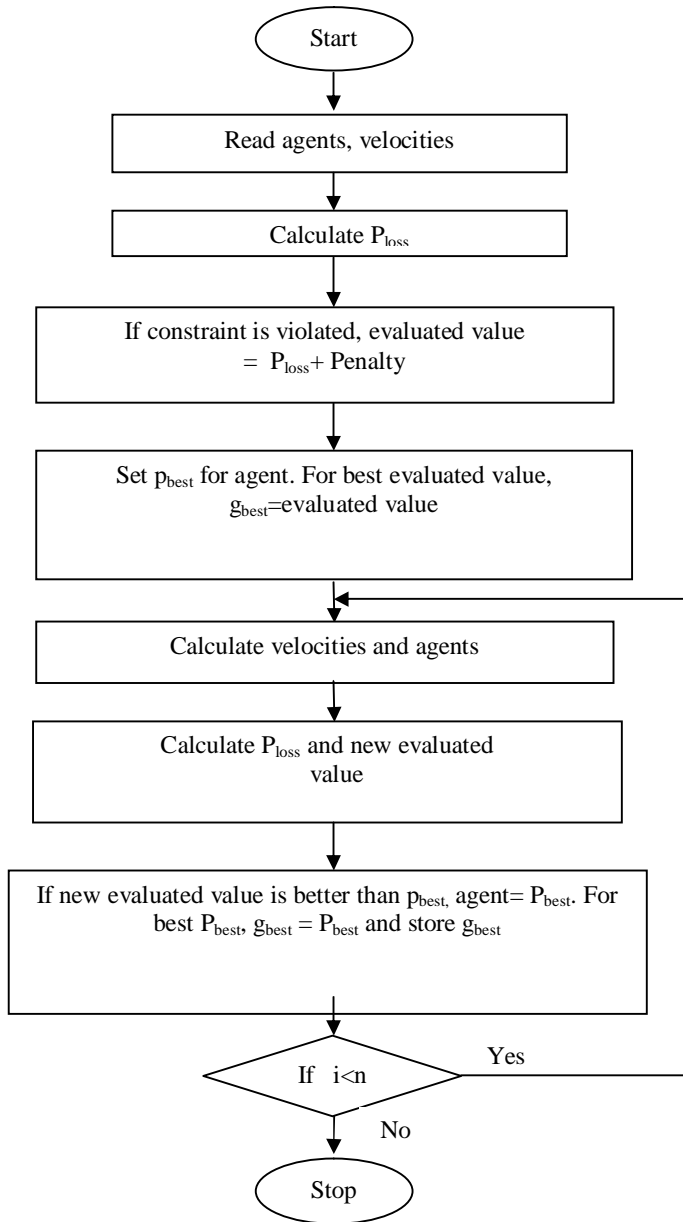 Start
Read agents, velocities
Calculate P_loss
If constraint is violated, evaluated value
= P_loss+ Penalty
Set p_best for agent. For best evaluated value,
g_best=evaluated value
Calculate velocities and agents
Calculate P_loss and new evaluated
value
If new evaluated value is better than p_best, agent= P_best. For
best P_best, g_best = P_best and store g_best
If i<n
Yes
No
Stop